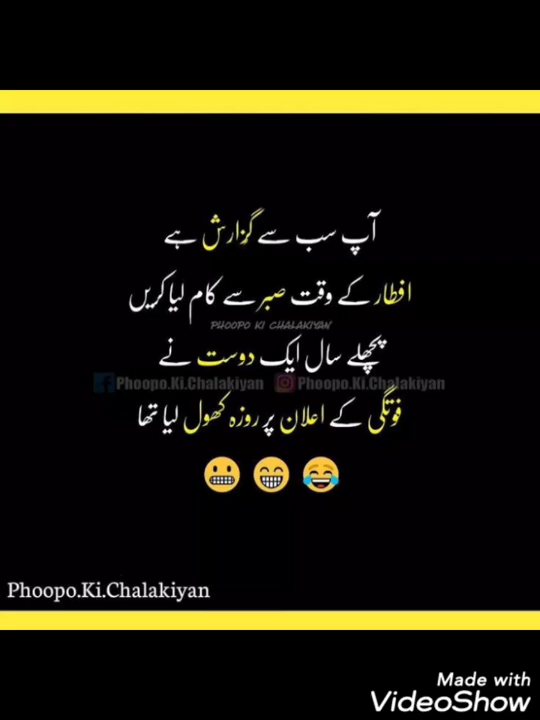 آپ سب سے گزارش ہے
افطار کے وقت صبر سے کام لیا کریں
PHOOPO KI CHALAKIYAN
پچھلے سال ایک دوست نے
Phoopo.Ki.Chalakiyan Phoopo.Ki.Chalakiyan
فوتگی کے اعلان پر روزہ کھول لیا تھا
😬 😁 😂
Phoopo.Ki.Chalakiyan
Made with
VideoShow